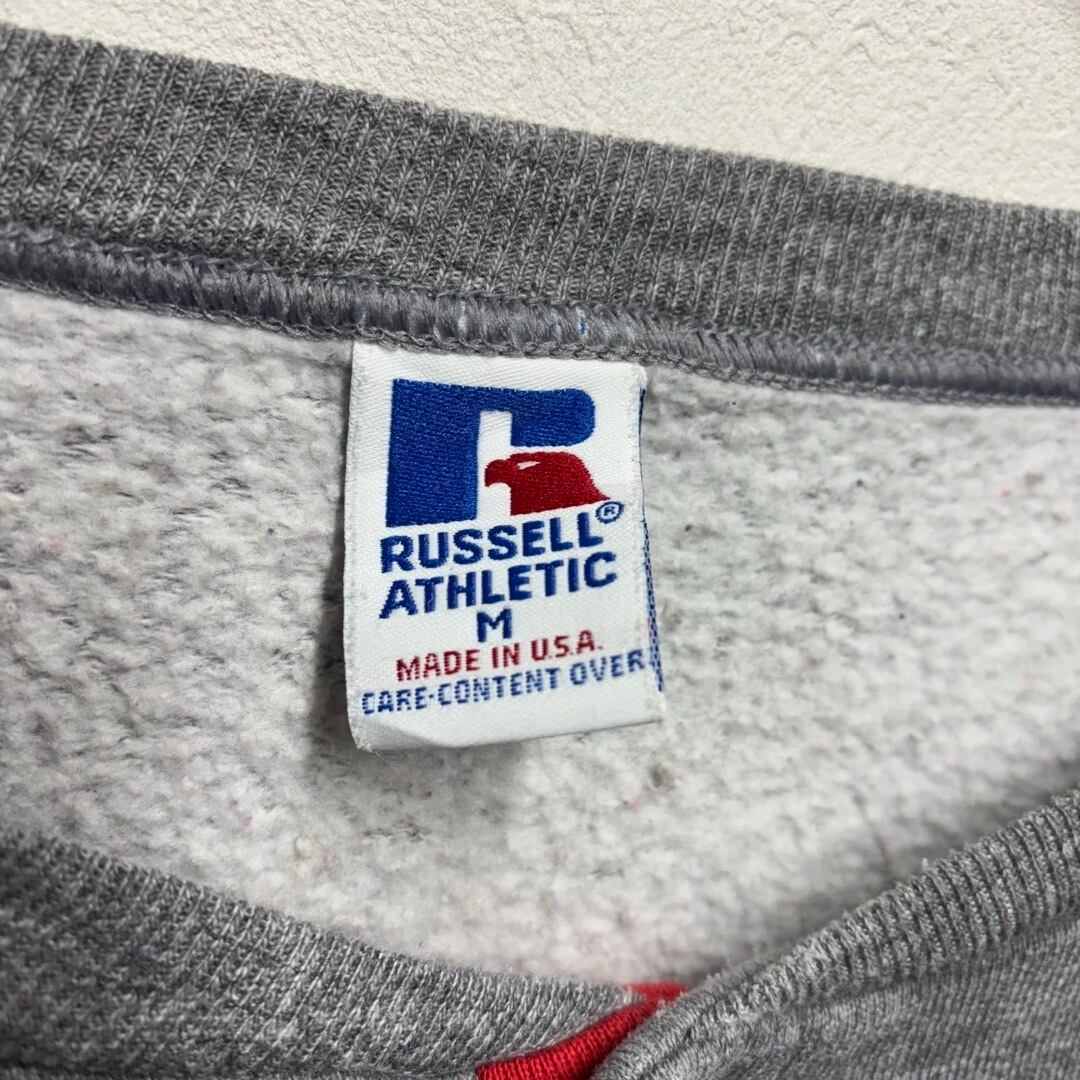 RUSSELL®
ATHLETIC
M
MADE IN U.S.A.
CARE-CONTENT OVER